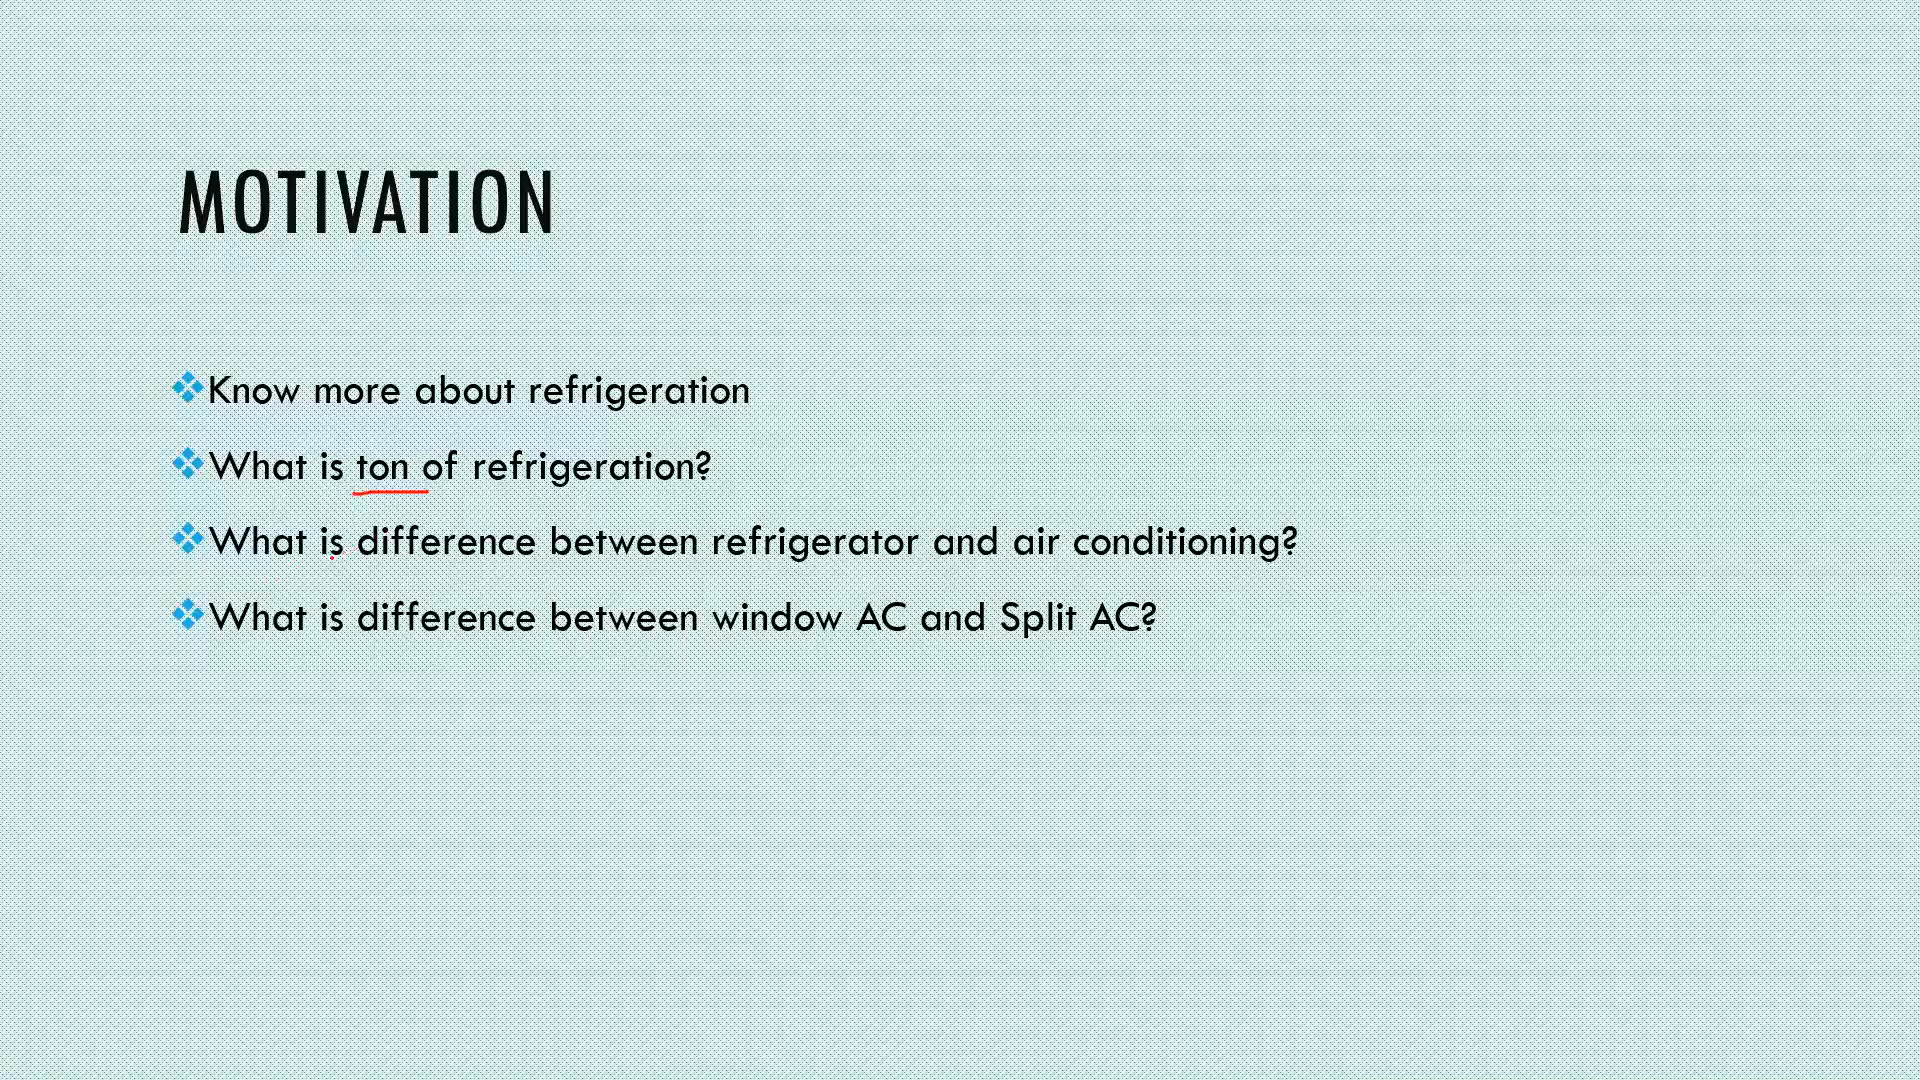 MOTIVATION
Know more about refrigeration
What is ton of refrigeration?
What is difference between refrigerator and air conditioning?
What is difference between window AC and Split AC?